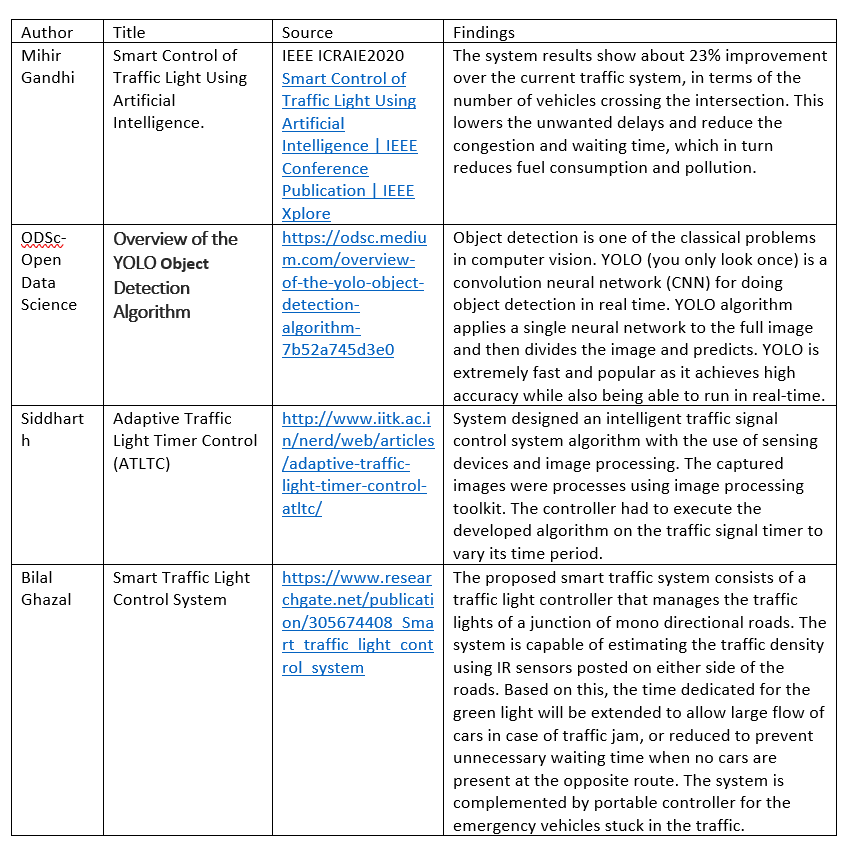 Author
Title
Source
Findings
Mihir
Gandhi
Smart Control of
Traffic Light Using
Artificial
Intelligence.
IEEE ICRAIE2020
Smart Control of
Traffic Light Using
Artificial
Intelligence | IEEE
Conference
Publication | IEEE
Xplore
The system results show about 23% improvement
over the current traffic system, in terms of the
number of vehicles crossing the intersection. This
lowers the unwanted delays and reduce the
congestion and waiting time, which in turn
reduces fuel consumption and pollution.
ODSc-
Open
Data
Science
Overview of the
YOLO Object
Detection
Algorithm
https://odsc.mediu
m.com/overview-
of-the-yolo-object-
detection-
algorithm-
7b52a745d3e0
Object detection is one of the classical problems
in computer vision. YOLO (you only look once) is a
convolution neural network (CNN) for doing
object detection in real time. YOLO algorithm
applies a single neural network to the full image
and then divides the image and predicts. YOLO is
extremely fast and popular as it achieves high
accuracy while also being able to run in real-time.
Siddhart
h
Adaptive Traffic
Light Timer Control
(ATLTC)
http://www.iitk.ac.i
n/nerd/web/articles
/adaptive-traffic-
light-timer-control-
atltc/
System designed an intelligent traffic signal
control system algorithm with the use of sensing
devices and image processing. The captured
images were processes using image processing
toolkit. The controller had to execute the
developed algorithm on the traffic signal timer to
vary its time period.
Bilal
Ghazal
Smart Traffic Light
Control System
https://www.resear
chgate.net/publicati
on/305674408_Sma
rt_traffic_light_cont
rol_system
The proposed smart traffic system consists of a
traffic light controller that manages the traffic
lights of a junction of mono directional roads. The
system is capable of estimating the traffic density
using IR sensors posted on either side of the
roads. Based on this, the time dedicated for the
green light will be extended to allow large flow of
cars in case of traffic jam, or reduced to prevent
unnecessary waiting time when no cars are
present at the opposite route. The system is
complemented by portable controller for the
emergency vehicles stuck in the traffic.